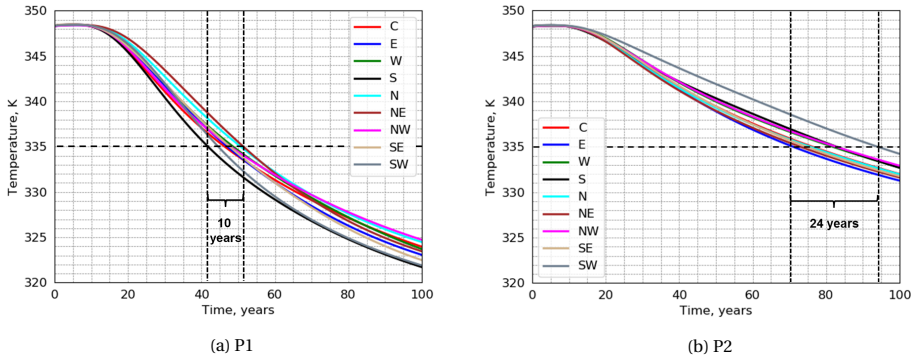 350
345
340
335
330
325
320
Temperature, K
0
20
40
60
80
100
Time, years
C
E
W
S
N
NE
NW
SE
SW
10
years
(a) P1
350
345
340
335
330
325
320
Temperature, K
0
20
40
60
80
100
Time, years
C
E
W
S
N
NE
NW
SE
SW
24 years
(b) P2